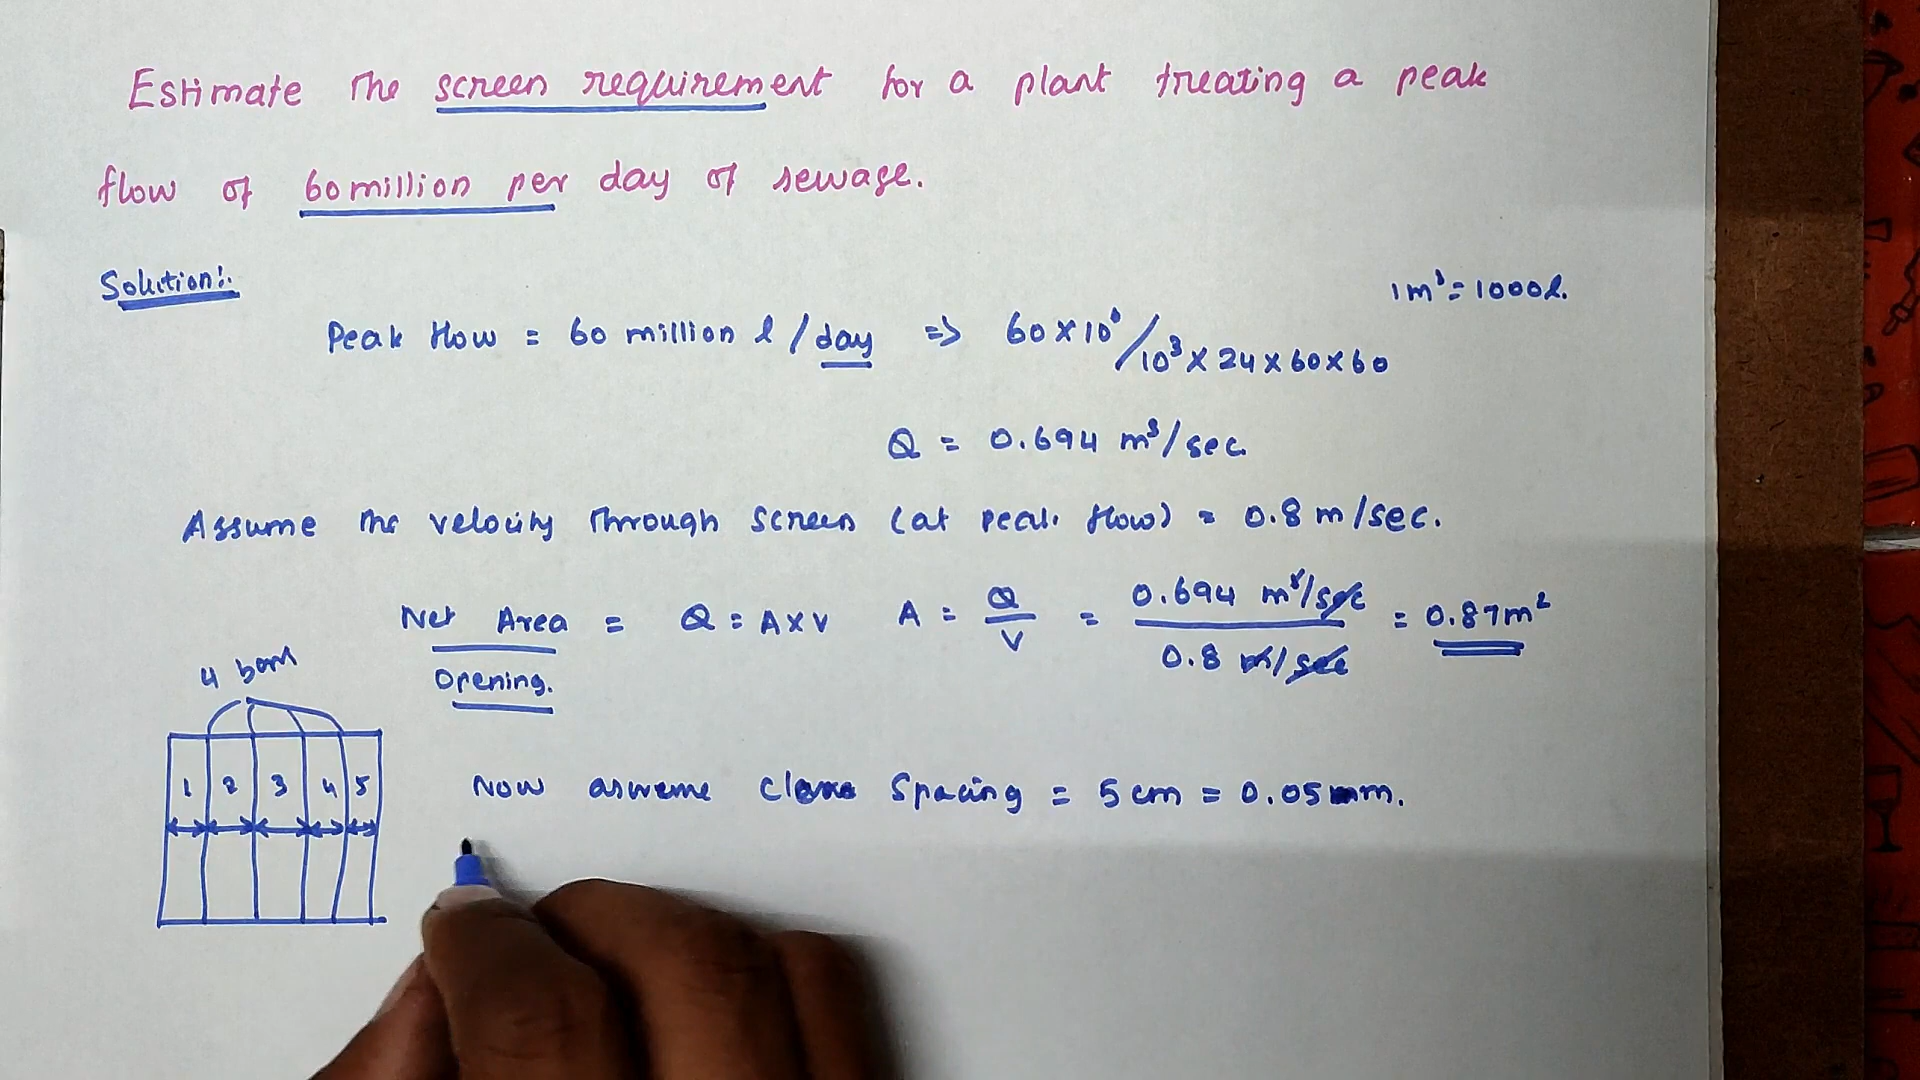 Estimate the screen requirement for a plant treating a peak
flow of 60 million per day of sewage.
Solution:.
1m³ = 1000l.
Peak flow = 60 million l / day => 60 x 10⁶ / 10³ x 24 x 60 x 60
Q = 0.694 m³/sec.
Assume the velocity through screen (at peak flow) = 0.8 m/sec.
Net Area = Q = A x V A = Q/V = 0.694 m³/sec / 0.8 m/sec = 0.87m²
Opening.
4 bars
1 2 3 4 5
Now assume Spacing = 5 cm = 0.05 m.